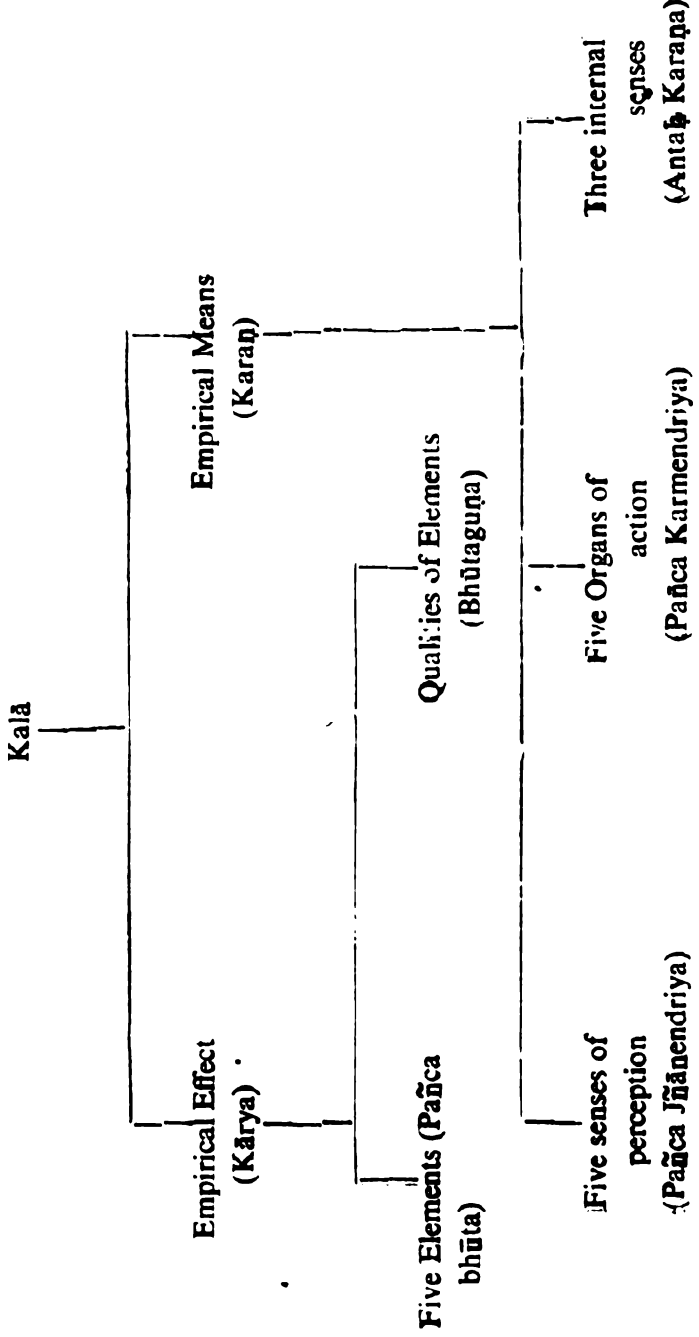 Kalā
Empirical Effect
(Kārya)
Empirical Means
(Karaṇ)
Five Elements (Pañca
bhūta)
Qualities of Elements
(Bhūtaguṇa)
Five senses of
perception
(Pañca Jñānendriya)
Five Organs of
action
(Pañca Karmendriya)
Three internal
senses
(Antaḥ Karaṇa)